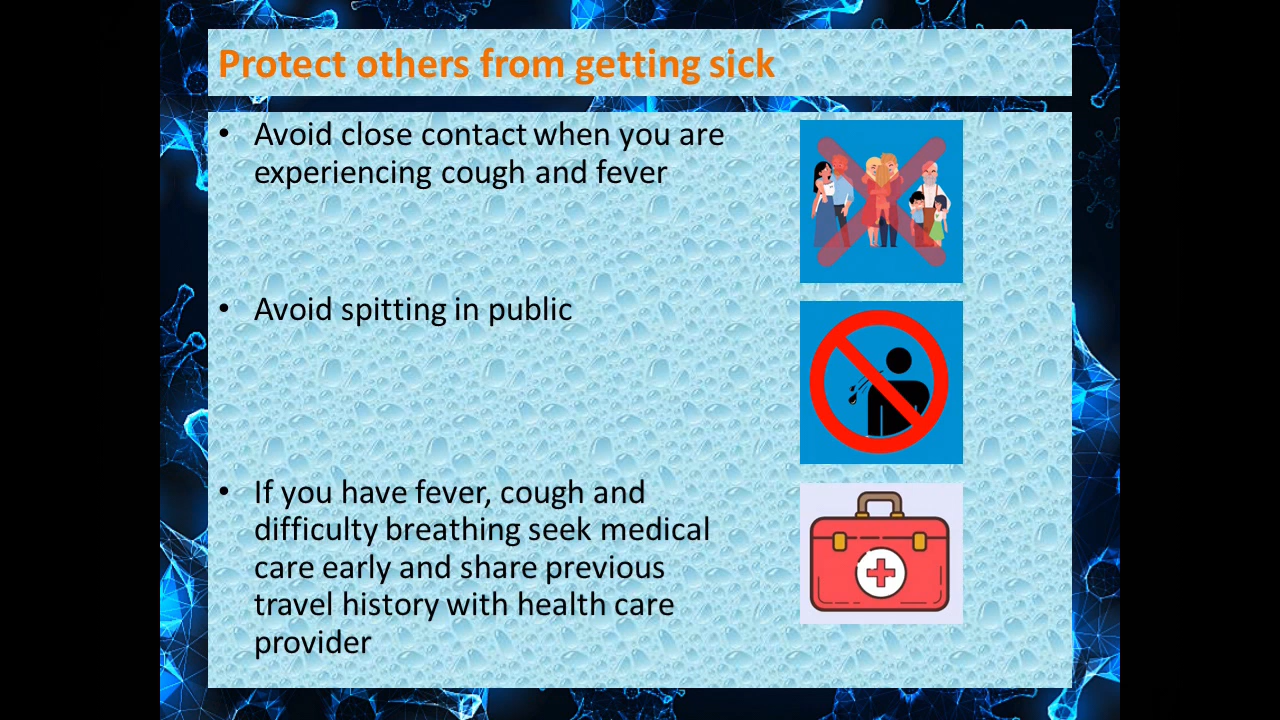 Protect others from getting sick
• Avoid close contact when you are
experiencing cough and fever
• Avoid spitting in public
• If you have fever, cough and
difficulty breathing seek medical
care early and share previous
travel history with health care
provider